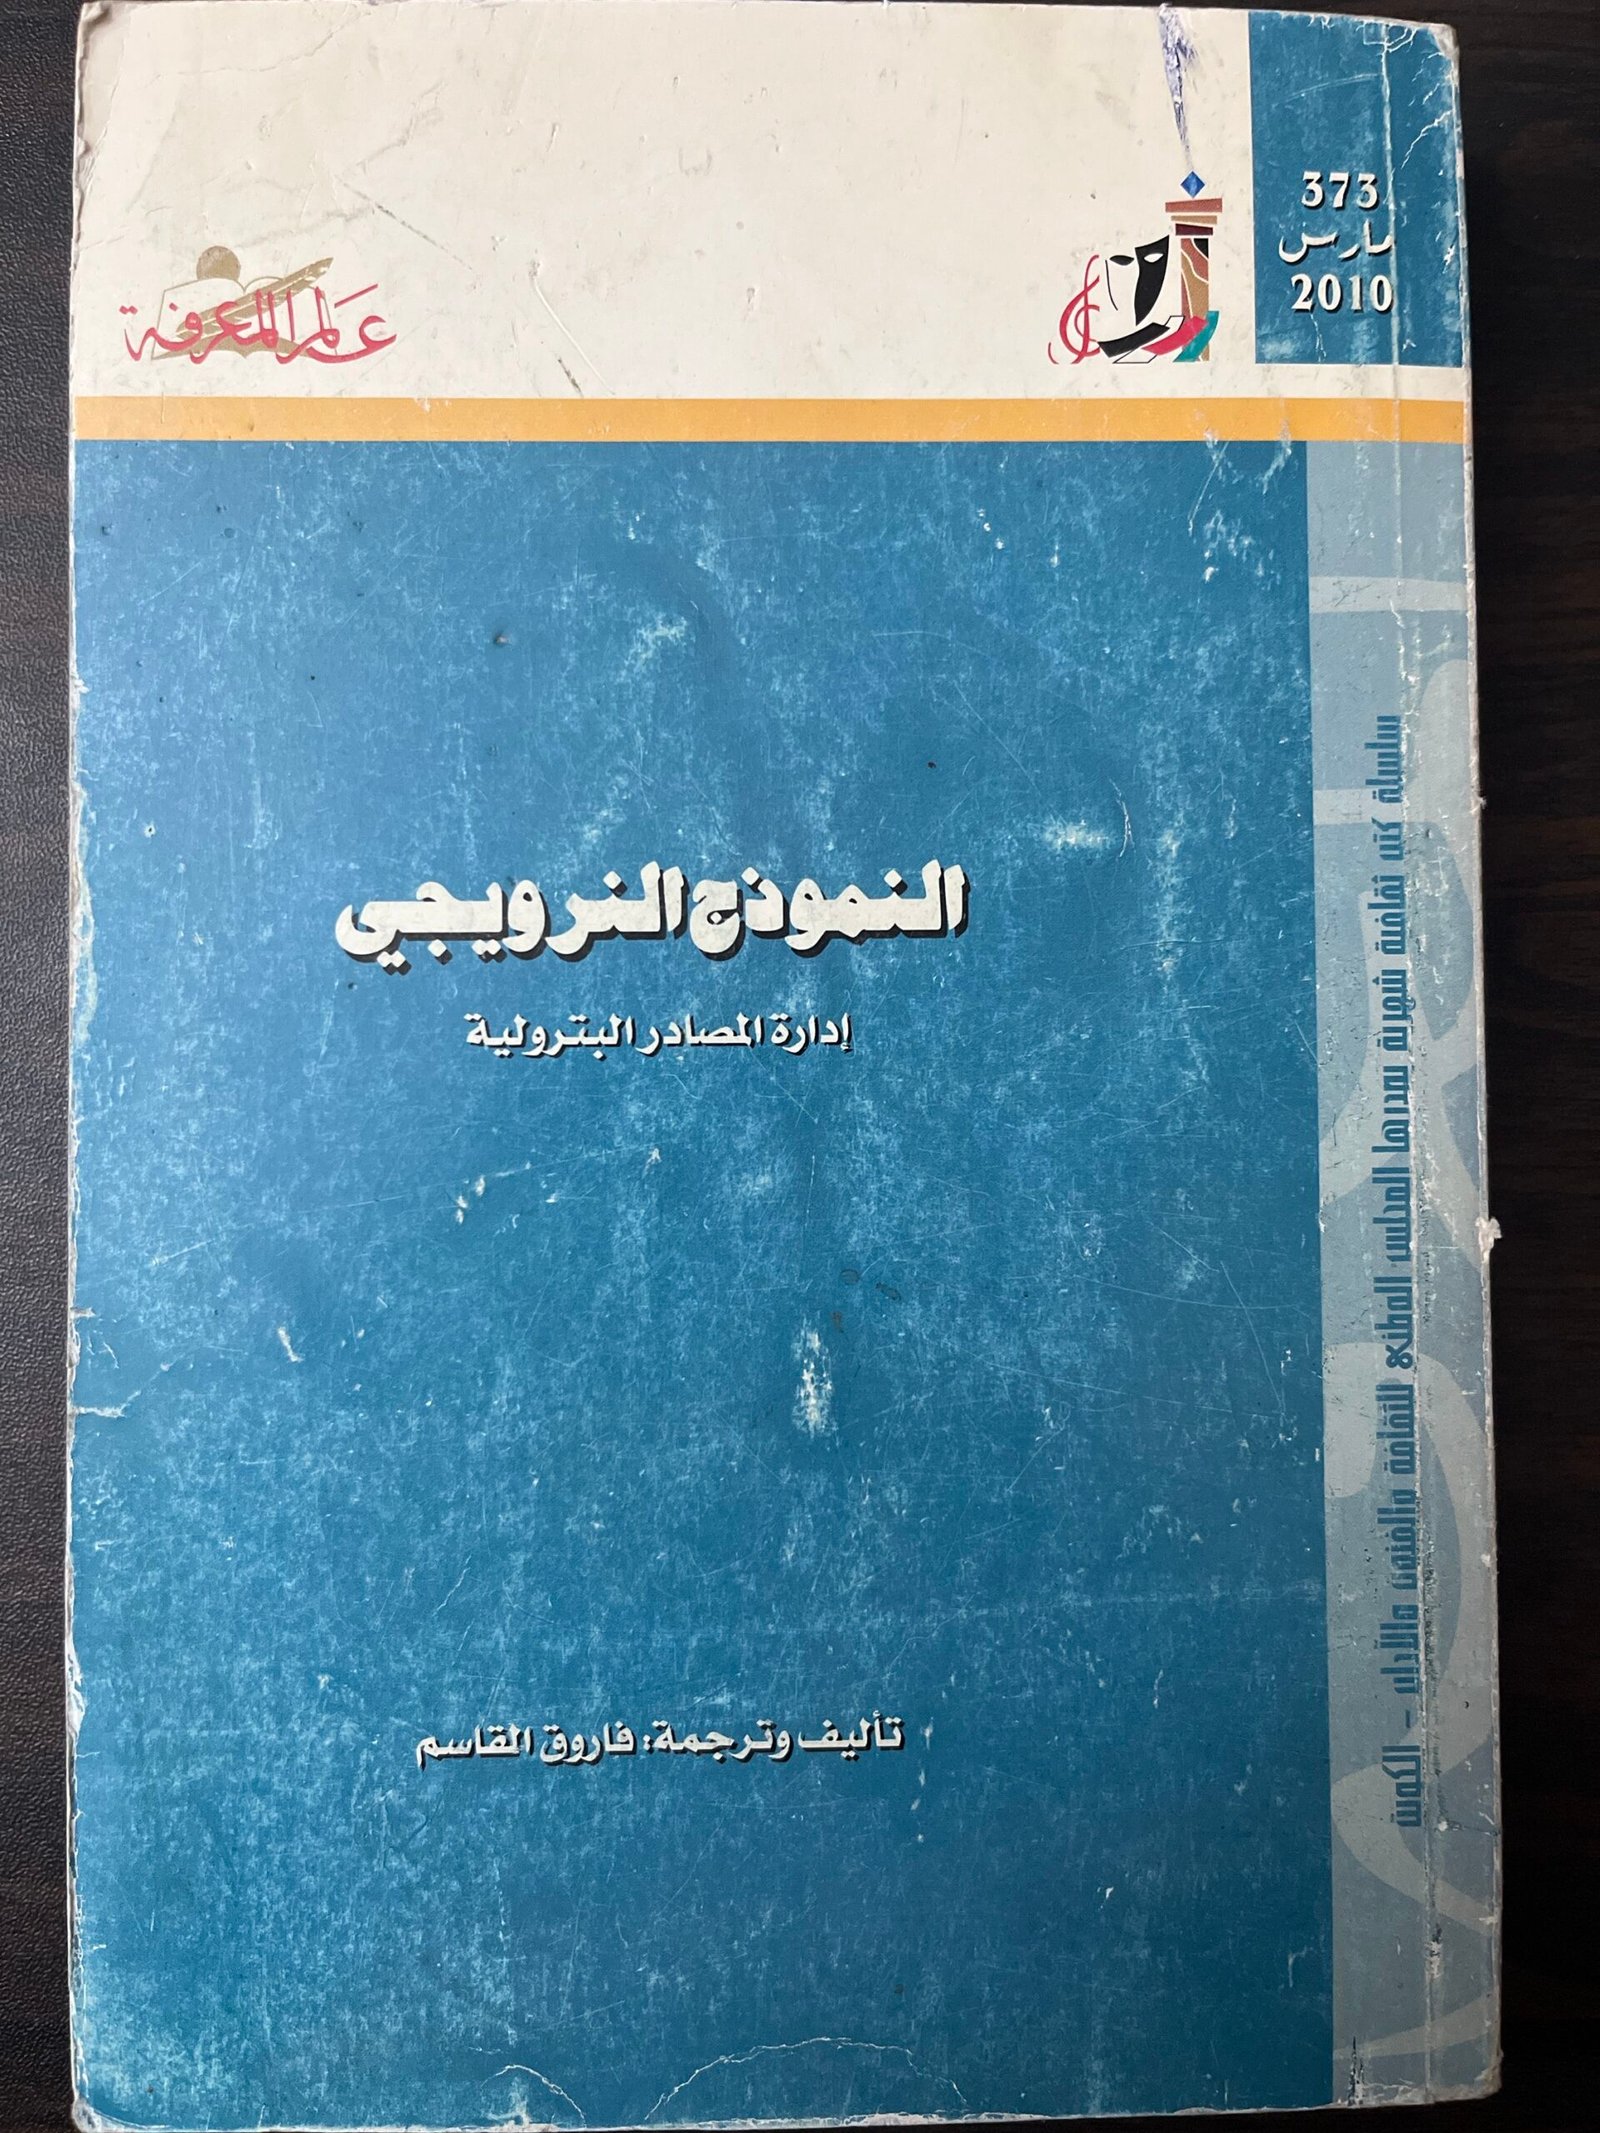 373
مارس
2010
عالم المعرفة
النموذج النرويجي
إدارة المصادر البترولية
تأليف وترجمة: فاروق القاسم
سلسلة كتب ثقافية شهرية يصدرها المجلس الوطني للثقافة والفنون والآداب - الكويت